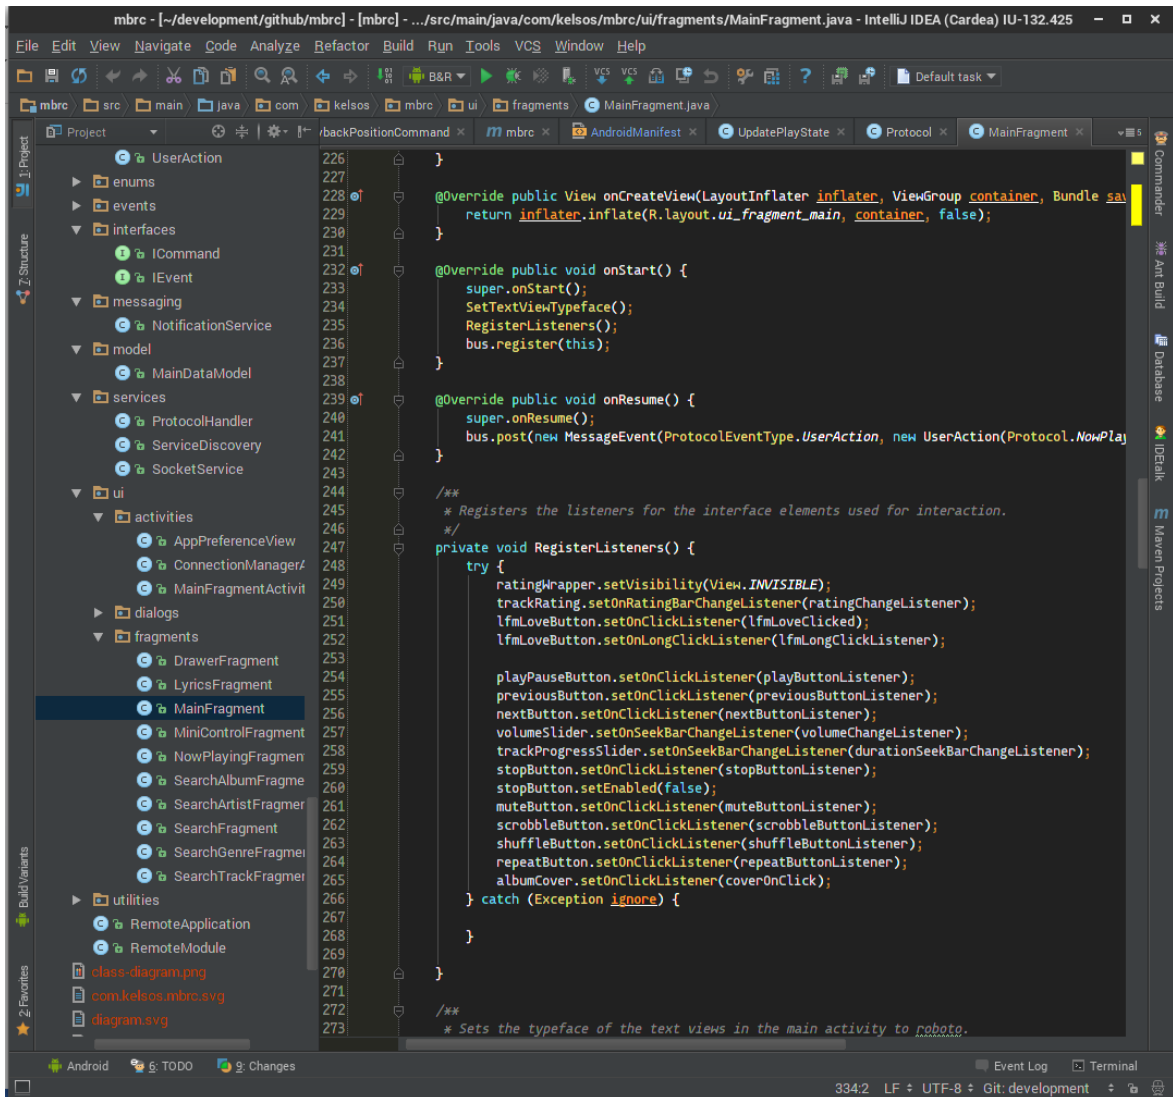 mbrc - [~/development/github/mbrc] - [mbrc] - .../src/main/java/com/kelsos/mbrc/ui/fragments/MainFragment.java - IntelliJ IDEA (Cardea) IU-132.425
File Edit View Navigate Code Analyze Refactor Build Run Tools VCS Window Help
B&R VCS VCS Default task
mbrc src main java com kelsos mbrc ui fragments MainFragment.java
Project backPositionCommand mbrc AndroidManifest UpdatePlayState Protocol MainFragment 5
1: Project
7: Structure
Build Variants
2: Favorites
UserAction
enums
events
interfaces
ICommand
IEvent
messaging
NotificationService
model
MainDataModel
services
ProtocolHandler
ServiceDiscovery
SocketService
ui
activities
AppPreferenceView
ConnectionManagerA
MainFragmentActivit
dialogs
fragments
DrawerFragment
LyricsFragment
MainFragment
MiniControlFragment
NowPlayingFragmen
SearchAlbumFragme
SearchArtistFragmer
SearchFragment
SearchGenreFragme
SearchTrackFragmer
utilities
RemoteApplication
RemoteModule
class-diagram.png
com.kelsos.mbrc.svg
diagram.svg
226 }
227
228 @Override public View onCreateView(LayoutInflater inflater, ViewGroup container, Bundle sav
229 return inflater.inflate(R.layout.ui_fragment_main, container, false);
230 }
231
232 @Override public void onStart() {
233 super.onStart();
234 SetTextViewTypeface();
235 RegisterListeners();
236 bus.register(this);
237 }
238
239 @Override public void onResume() {
240 super.onResume();
241 bus.post(new MessageEvent(ProtocolEventType.UserAction, new UserAction(Protocol.NowPlay
242 }
243
244 /**
245 * Registers the listeners for the interface elements used for interaction.
246 */
247 private void RegisterListeners() {
248 try {
249 ratingWrapper.setVisibility(View.INVISIBLE);
250 trackRating.setOnRatingBarChangeListener(ratingChangeListener);
251 lfmLoveButton.setOnClickListener(lfmLoveClicked);
252 lfmLoveButton.setOnLongClickListener(lfmLongClickListener);
253
254 playPauseButton.setOnClickListener(playButtonListener);
255 previousButton.setOnClickListener(previousButtonListener);
256 nextButton.setOnClickListener(nextButtonListener);
257 volumeSlider.setOnSeekBarChangeListener(volumeChangeListener);
258 trackProgressSlider.setOnSeekBarChangeListener(durationSeekBarChangeListener);
259 stopButton.setOnClickListener(stopButtonListener);
260 stopButton.setEnabled(false);
261 muteButton.setOnClickListener(muteButtonListener);
262 scrobbleButton.setOnClickListener(scrobbleButtonListener);
263 shuffleButton.setOnClickListener(shuffleButtonListener);
264 repeatButton.setOnClickListener(repeatButtonListener);
265 albumCover.setOnClickListener(coverOnClick);
266 } catch (Exception ignore) {
267
268 }
269
270 }
271
272 /**
273 * Sets the typeface of the text views in the main activity to roboto.
Commander
Ant Build
Database
IDEtalk
Maven Projects
Android 6: TODO 9: Changes Event Log Terminal
334:2 LF UTF-8 Git: development